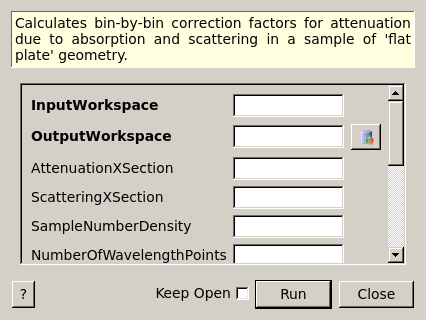 Calculates bin-by-bin correction factors for attenuation
due to absorption and scattering in a sample of 'flat
plate' geometry.
InputWorkspace
OutputWorkspace
AttenuationXSection
ScatteringXSection
SampleNumberDensity
NumberOfWavelengthPoints
? Keep Open Run Close